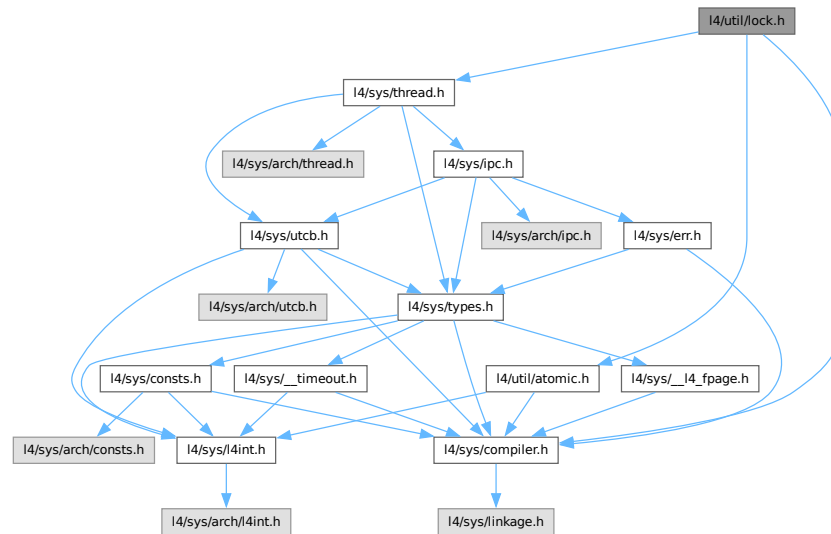 l4/util/lock.h
l4/sys/thread.h
l4/sys/arch/thread.h
l4/sys/ipc.h
l4/sys/utcb.h
l4/sys/arch/ipc.h
l4/sys/err.h
l4/sys/arch/utcb.h
l4/sys/types.h
l4/sys/consts.h
l4/sys/__timeout.h
l4/util/atomic.h
l4/sys/__l4_fpage.h
l4/sys/arch/consts.h
l4/sys/l4int.h
l4/sys/compiler.h
l4/sys/arch/l4int.h
l4/sys/linkage.h